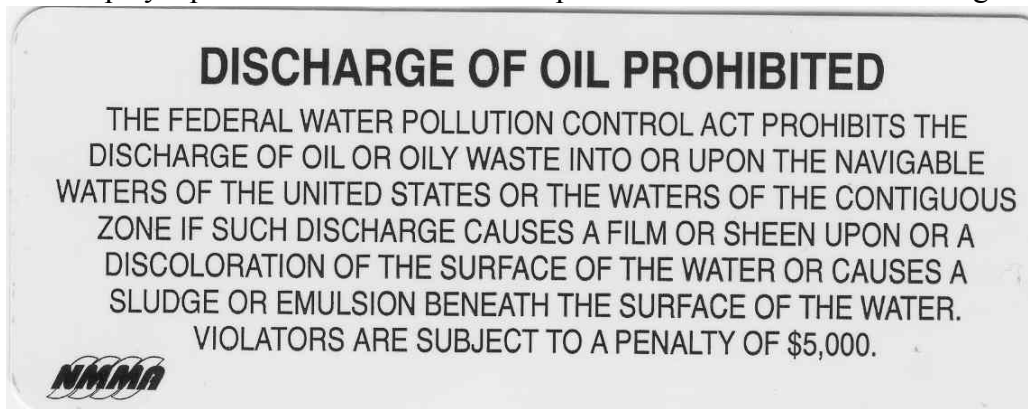 DISCHARGE OF OIL PROHIBITED
THE FEDERAL WATER POLLUTION CONTROL ACT PROHIBITS THE
DISCHARGE OF OIL OR OILY WASTE INTO OR UPON THE NAVIGABLE
WATERS OF THE UNITED STATES OR THE WATERS OF THE CONTIGUOUS
ZONE IF SUCH DISCHARGE CAUSES A FILM OR SHEEN UPON OR A
DISCOLORATION OF THE SURFACE OF THE WATER OR CAUSES A
SLUDGE OR EMULSION BENEATH THE SURFACE OF THE WATER.
VIOLATORS ARE SUBJECT TO A PENALTY OF $5,000.
NMMA